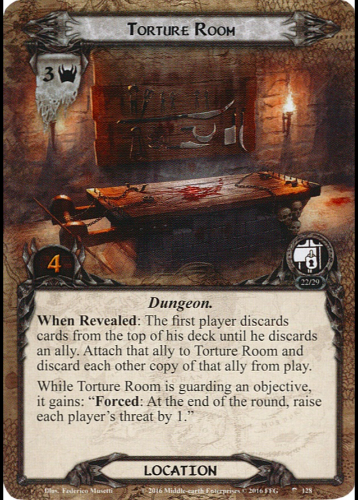 TORTURE ROOM
3
4
22/29
Dungeon.
When Revealed: The first player discards
cards from the top of his deck until he discards
an ally. Attach that ally to Torture Room and
discard each other copy of that ally from play.
While Torture Room is guarding an objective,
it gains: “Forced: At the end of the round, raise
each player’s threat by 1.”
LOCATION
Illus. Federico Musetti 2016 Middle-earth Enterprises © 2016 FFG 128